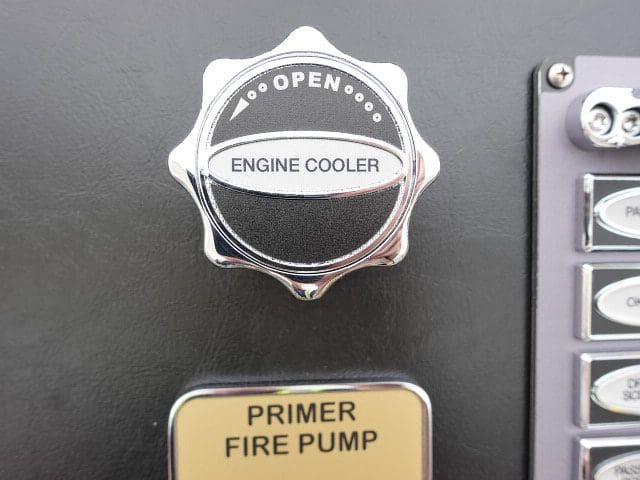 OPEN
ENGINE COOLER
PRIMER
FIRE PUMP